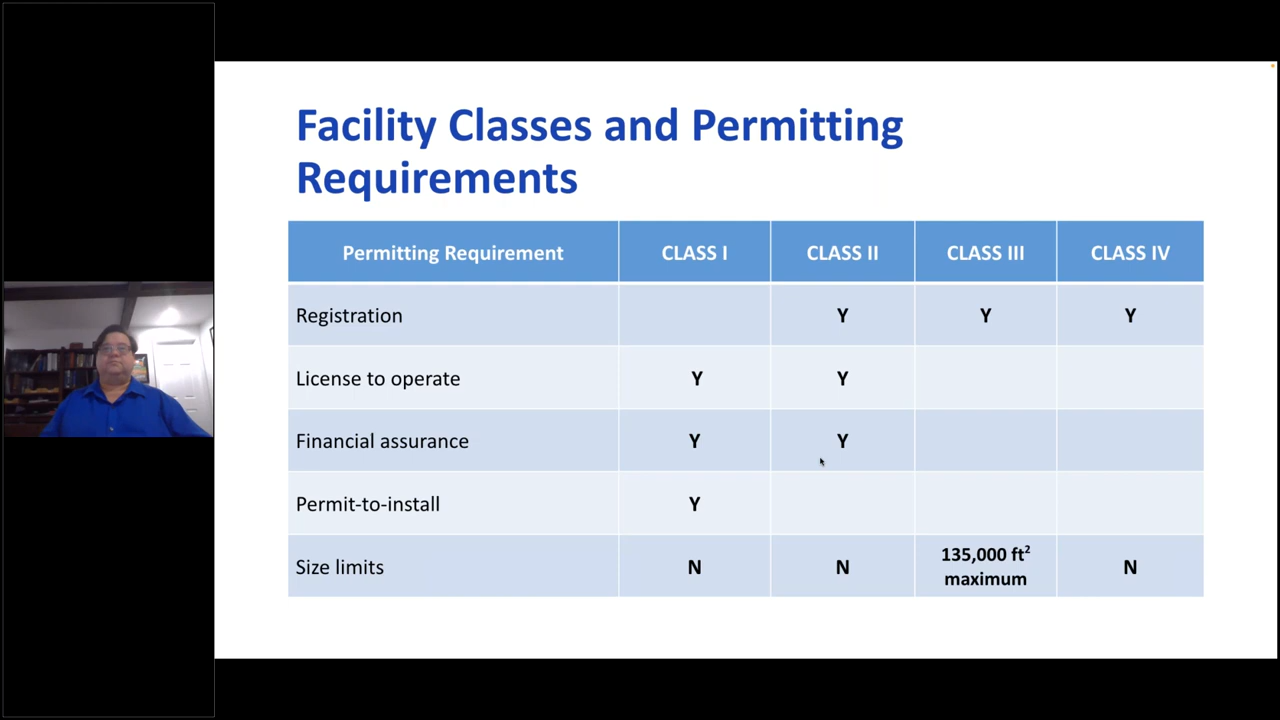 Facility Classes and Permitting
Requirements
Permitting Requirement CLASS I CLASS II CLASS III CLASS IV
Registration Y Y Y
License to operate Y Y
Financial assurance Y Y
Permit-to-install Y
Size limits N N 135,000 ft² maximum N